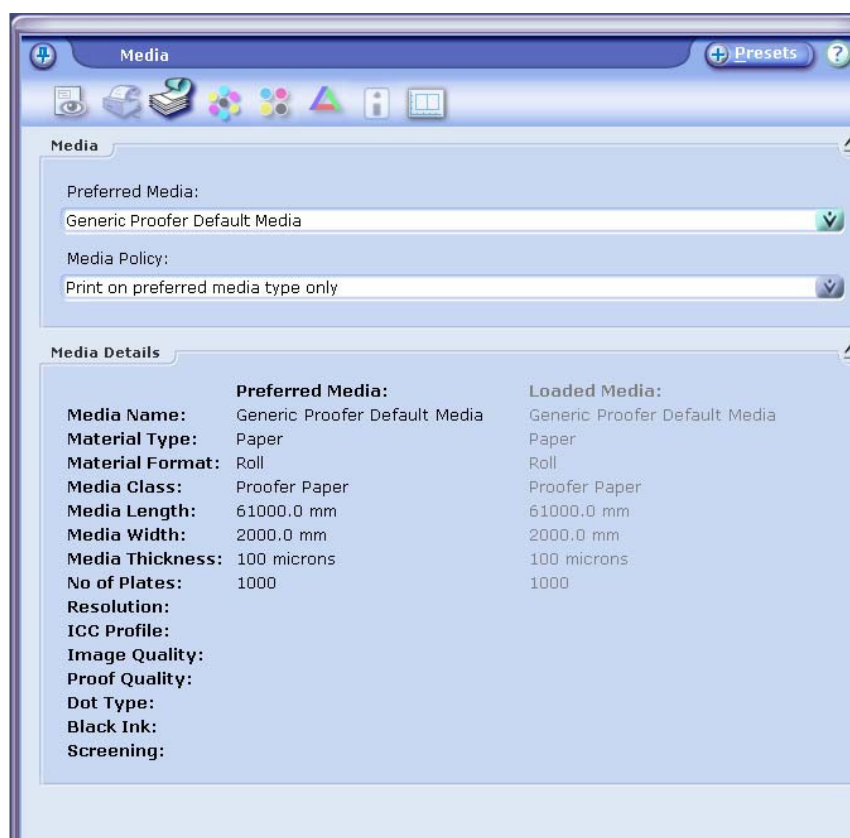 Media
Presets
?
Media
Preferred Media:
Generic Proofer Default Media
Media Policy:
Print on preferred media type only
Media Details
Preferred Media: Loaded Media:
Media Name: Generic Proofer Default Media Generic Proofer Default Media
Material Type: Paper Paper
Material Format: Roll Roll
Media Class: Proofer Paper Proofer Paper
Media Length: 61000.0 mm 61000.0 mm
Media Width: 2000.0 mm 2000.0 mm
Media Thickness: 100 microns 100 microns
No of Plates: 1000 1000
Resolution:
ICC Profile:
Image Quality:
Proof Quality:
Dot Type:
Black Ink:
Screening: